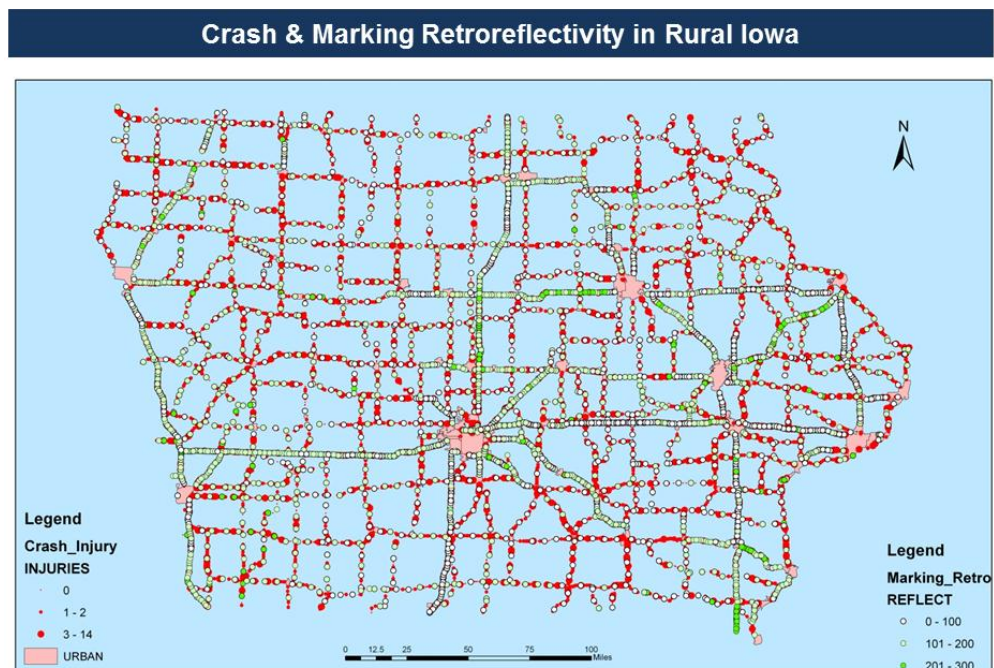 Crash & Marking Retroreflectivity in Rural Iowa
N
Legend
Crash_Injury
INJURIES
0
1 - 2
3 - 14
URBAN
0 12.5 25 50 75 100
Miles
Legend
Marking_Retro
REFLECT
0 - 100
101 - 200
201 - 300